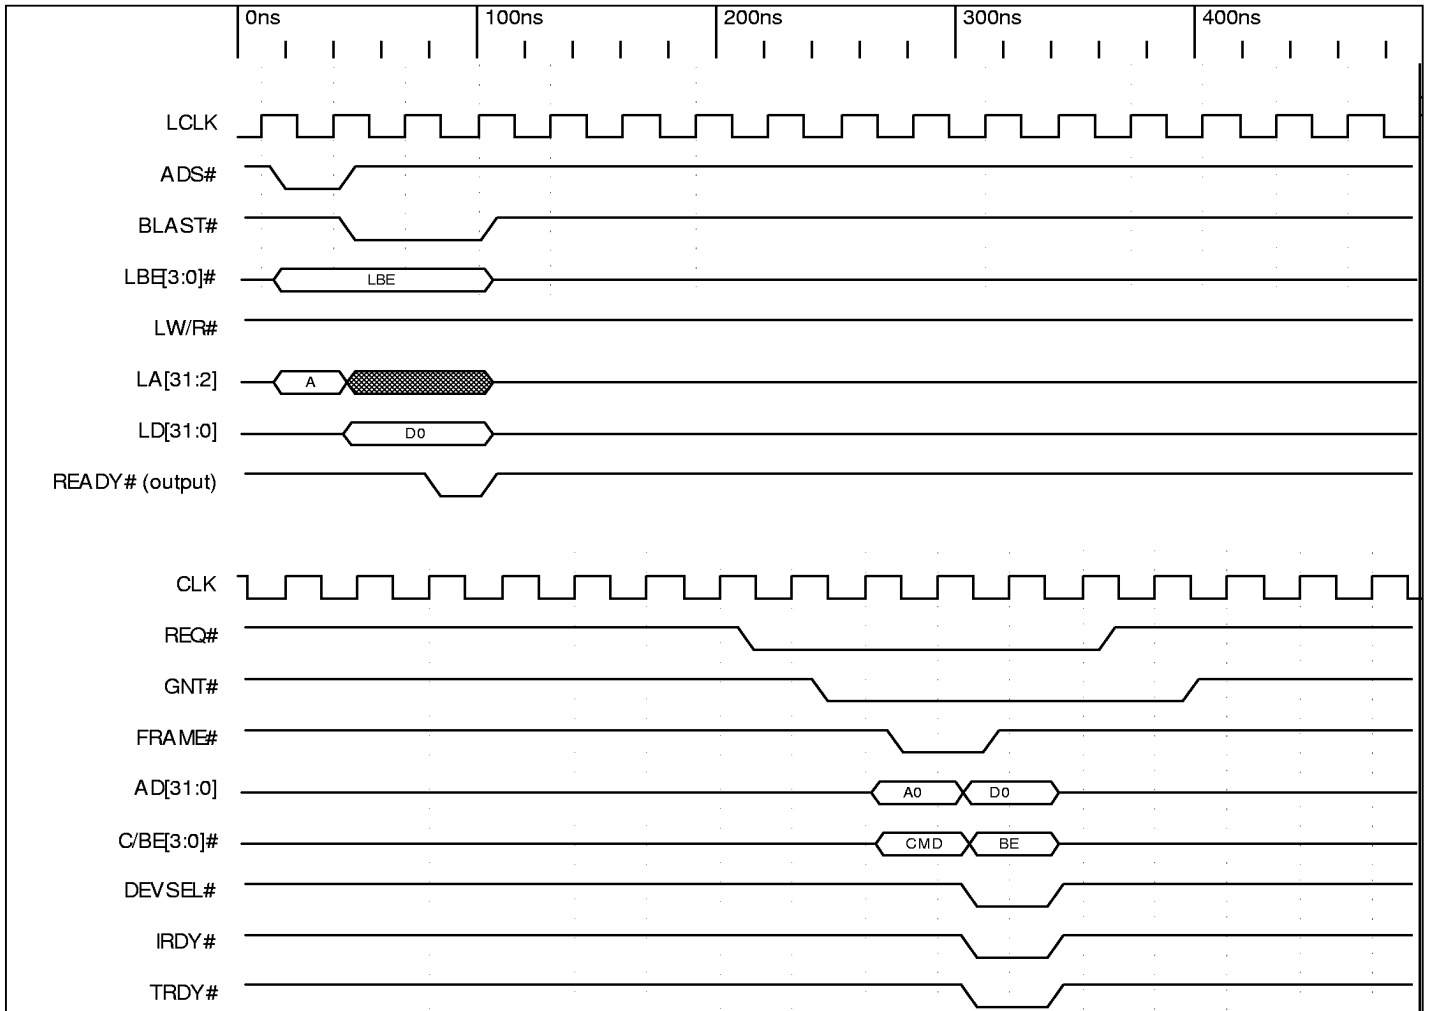 0ns 100ns 200ns 300ns 400ns
LCLK
ADS#
BLAST#
LBE[3:0]# LBE
LW/R#
LA[31:2] A
LD[31:0] D0
READY# (output)
CLK
REQ#
GNT#
FRAME#
AD[31:0] A0 D0
C/BE[3:0]# CMD BE
DEVSEL#
IRDY#
TRDY#